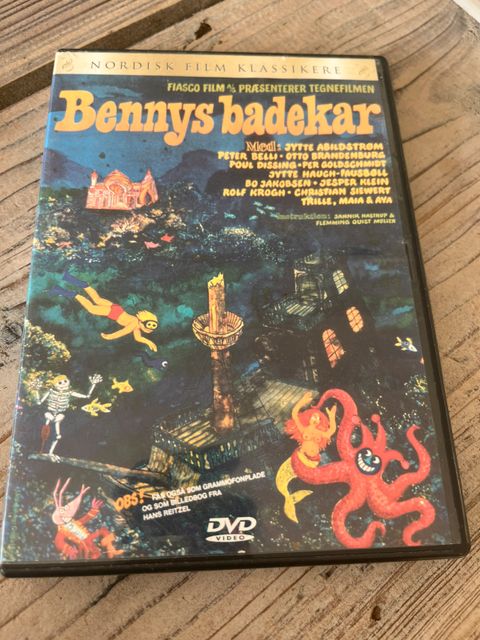 NORDISK FILM KLASSIKERE
FIASCO FILM A/S PRÆSENTERER TEGNEFILMEN
Bennys badekar
Med: JYTTE ABILDSTRØM
PETER BELLI · OTTO BRANDENBURG
POUL DISSING · PER GOLDSCHMIDT
JYTTE HAUCH-FAUSBØLL
BO JAKOBSEN · JESPER KLEIN
ROLF KROGH · CHRISTIAN SIEVERT
TRILLE, MAIA & AVA
Instruktion: JANNIK HASTRUP &
FLEMMING QUIST MØLLER
OBS! FÅS OGSÅ SOM GRAMMOFONPLADE
OG SOM BILLEDBOG FRA
HANS REITZEL
DVD
VIDEO